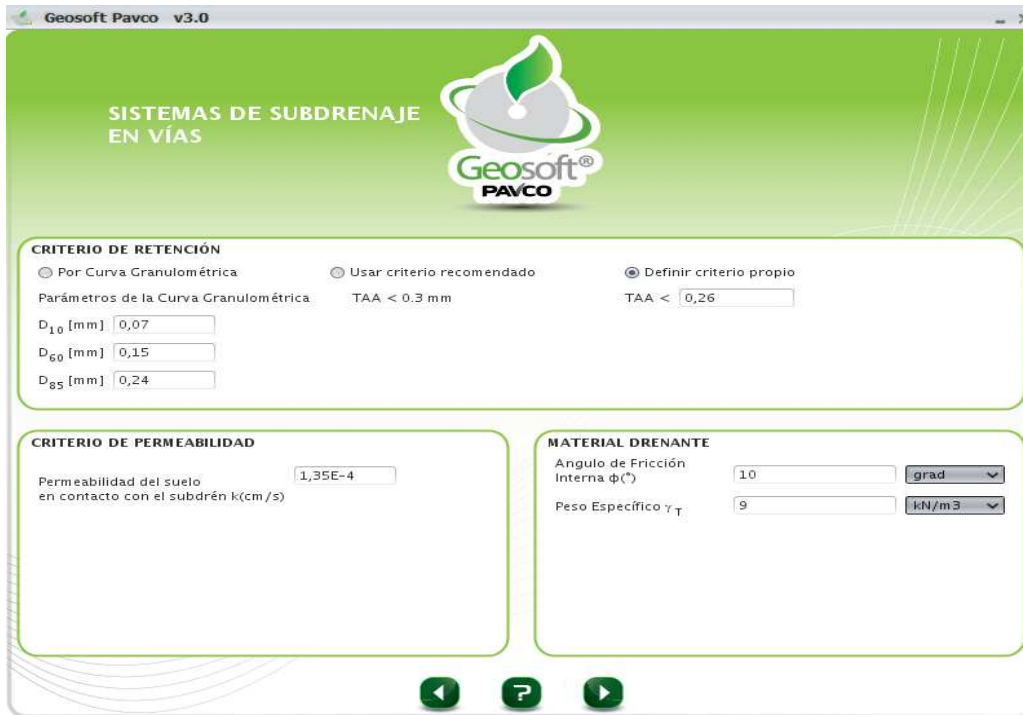 Geosoft Pavco v3.0
SISTEMAS DE SUBDRENAJE
EN VÍAS
Geosoft®
PAVCO
CRITERIO DE RETENCIÓN
Por Curva Granulométrica
Usar criterio recomendado
Definir criterio propio
Parámetros de la Curva Granulométrica
TAA < 0.3 mm
TAA < 0,26
D10 [mm] 0,07
D60 [mm] 0,15
D85 [mm] 0,24
CRITERIO DE PERMEABILIDAD
Permeabilidad del suelo
en contacto con el subdrén k(cm/s)
1,35E-4
MATERIAL DRENANTE
Angulo de Fricción
Interna ф(°)
10
grad
Peso Específico γT
9
kN/m3
?